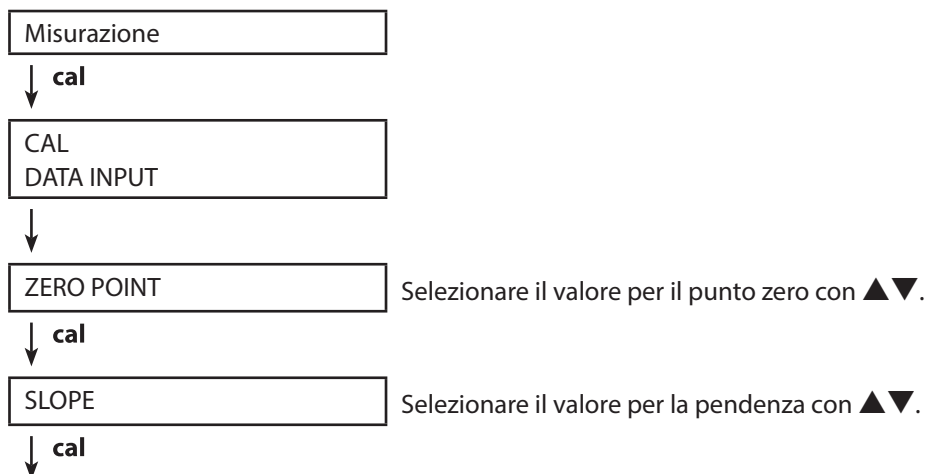 Misurazione
cal
CAL
DATA INPUT
ZERO POINT
Selezionare il valore per il punto zero con ▲▼.
cal
SLOPE
Selezionare il valore per la pendenza con ▲▼.
cal